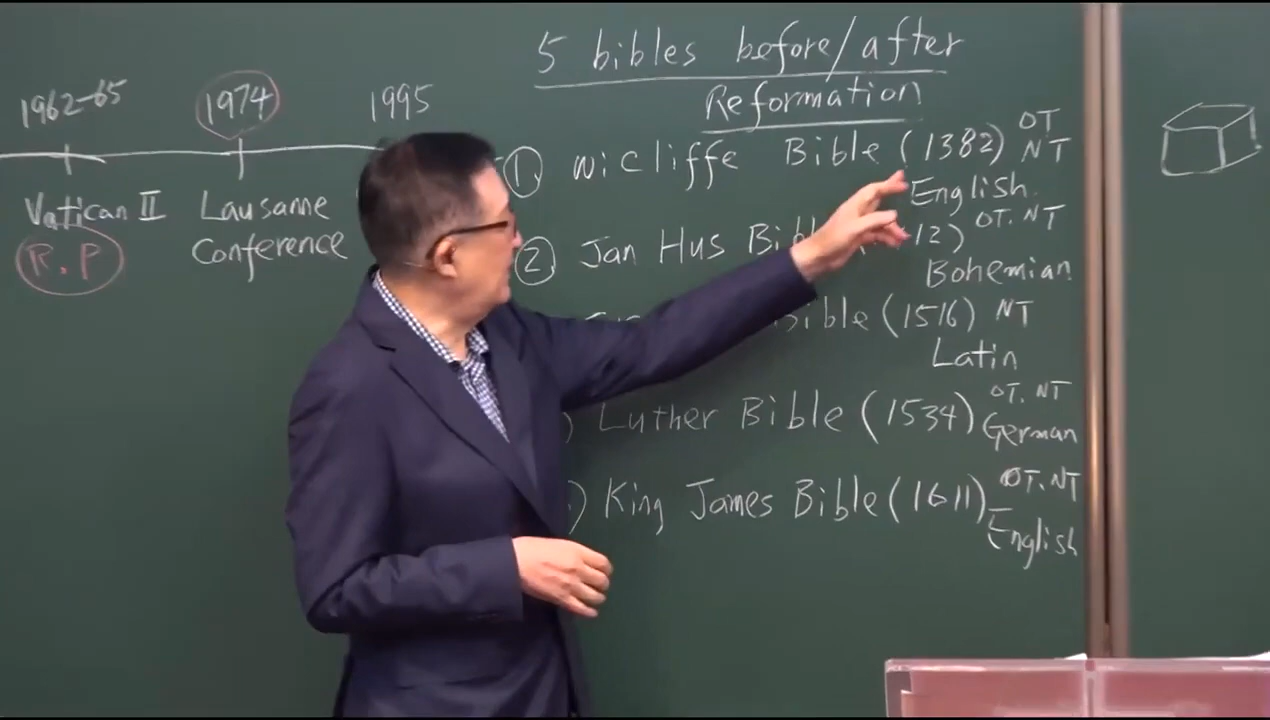 1962-65
1974
1995
Vatican II
R.P
Lausanne
Conference
5 bibles before/after
Reformation
① Wicliffe Bible (1382) OT
NT
English.
② Jan Hus Bib 12) OT. NT
Bohemian
ible (1516) NT
Latin
) Luther Bible (1534) OT. NT
German
) King James Bible (1611) OT. NT
English